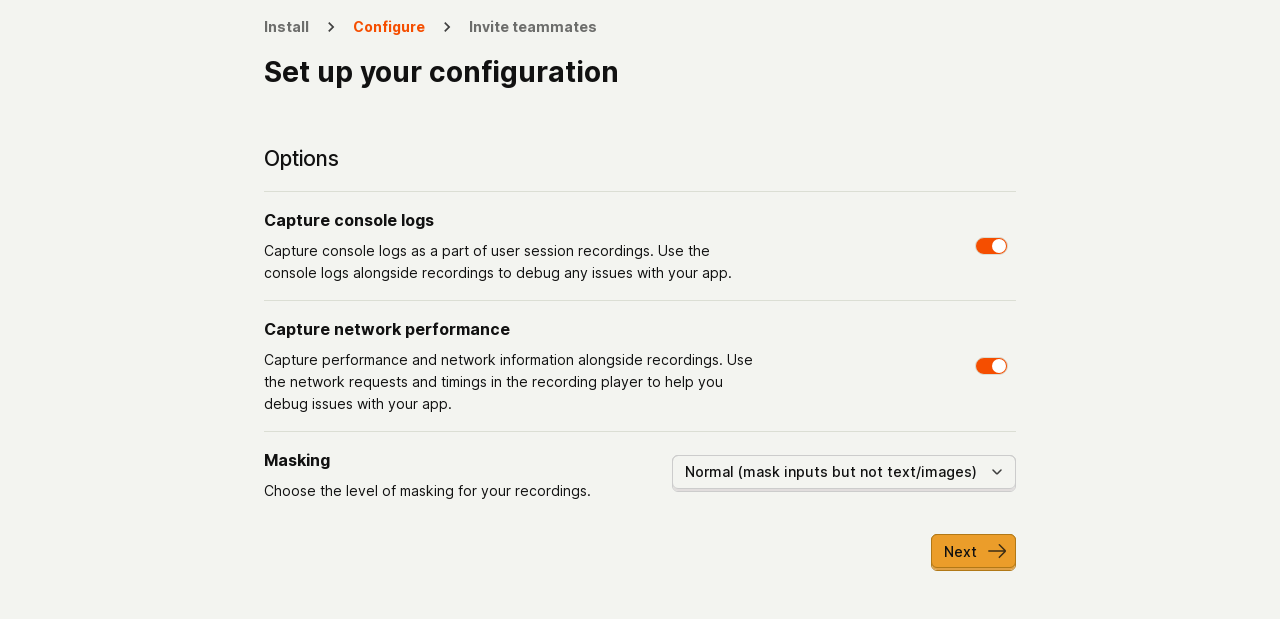 Install > Configure > Invite teammates
Set up your configuration
Options
Capture console logs
Capture console logs as a part of user session recordings. Use the
console logs alongside recordings to debug any issues with your app.
Capture network performance
Capture performance and network information alongside recordings. Use
the network requests and timings in the recording player to help you
debug issues with your app.
Masking
Choose the level of masking for your recordings.
Normal (mask inputs but not text/images)
Next